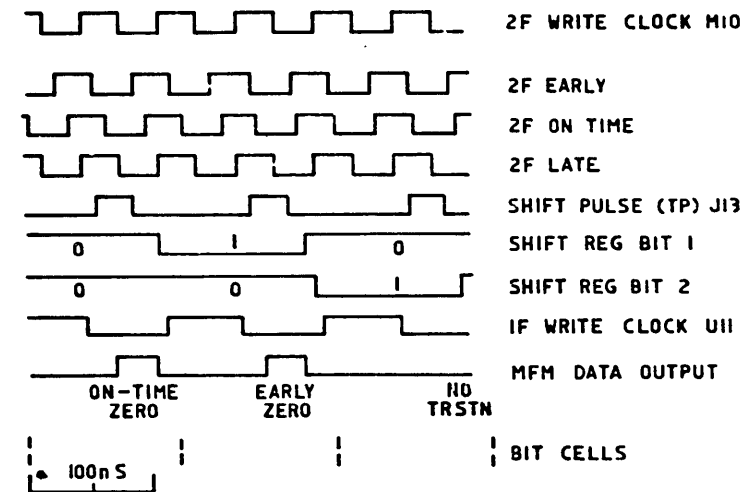 2F WRITE CLOCK M10
2F EARLY
2F ON TIME
2F LATE
SHIFT PULSE (TP) J13
0 1 0 SHIFT REG BIT 1
0 0 1 SHIFT REG BIT 2
1F WRITE CLOCK U11
MFM DATA OUTPUT
ON-TIME ZERO
EARLY ZERO
NO TRSTN
BIT CELLS
100nS